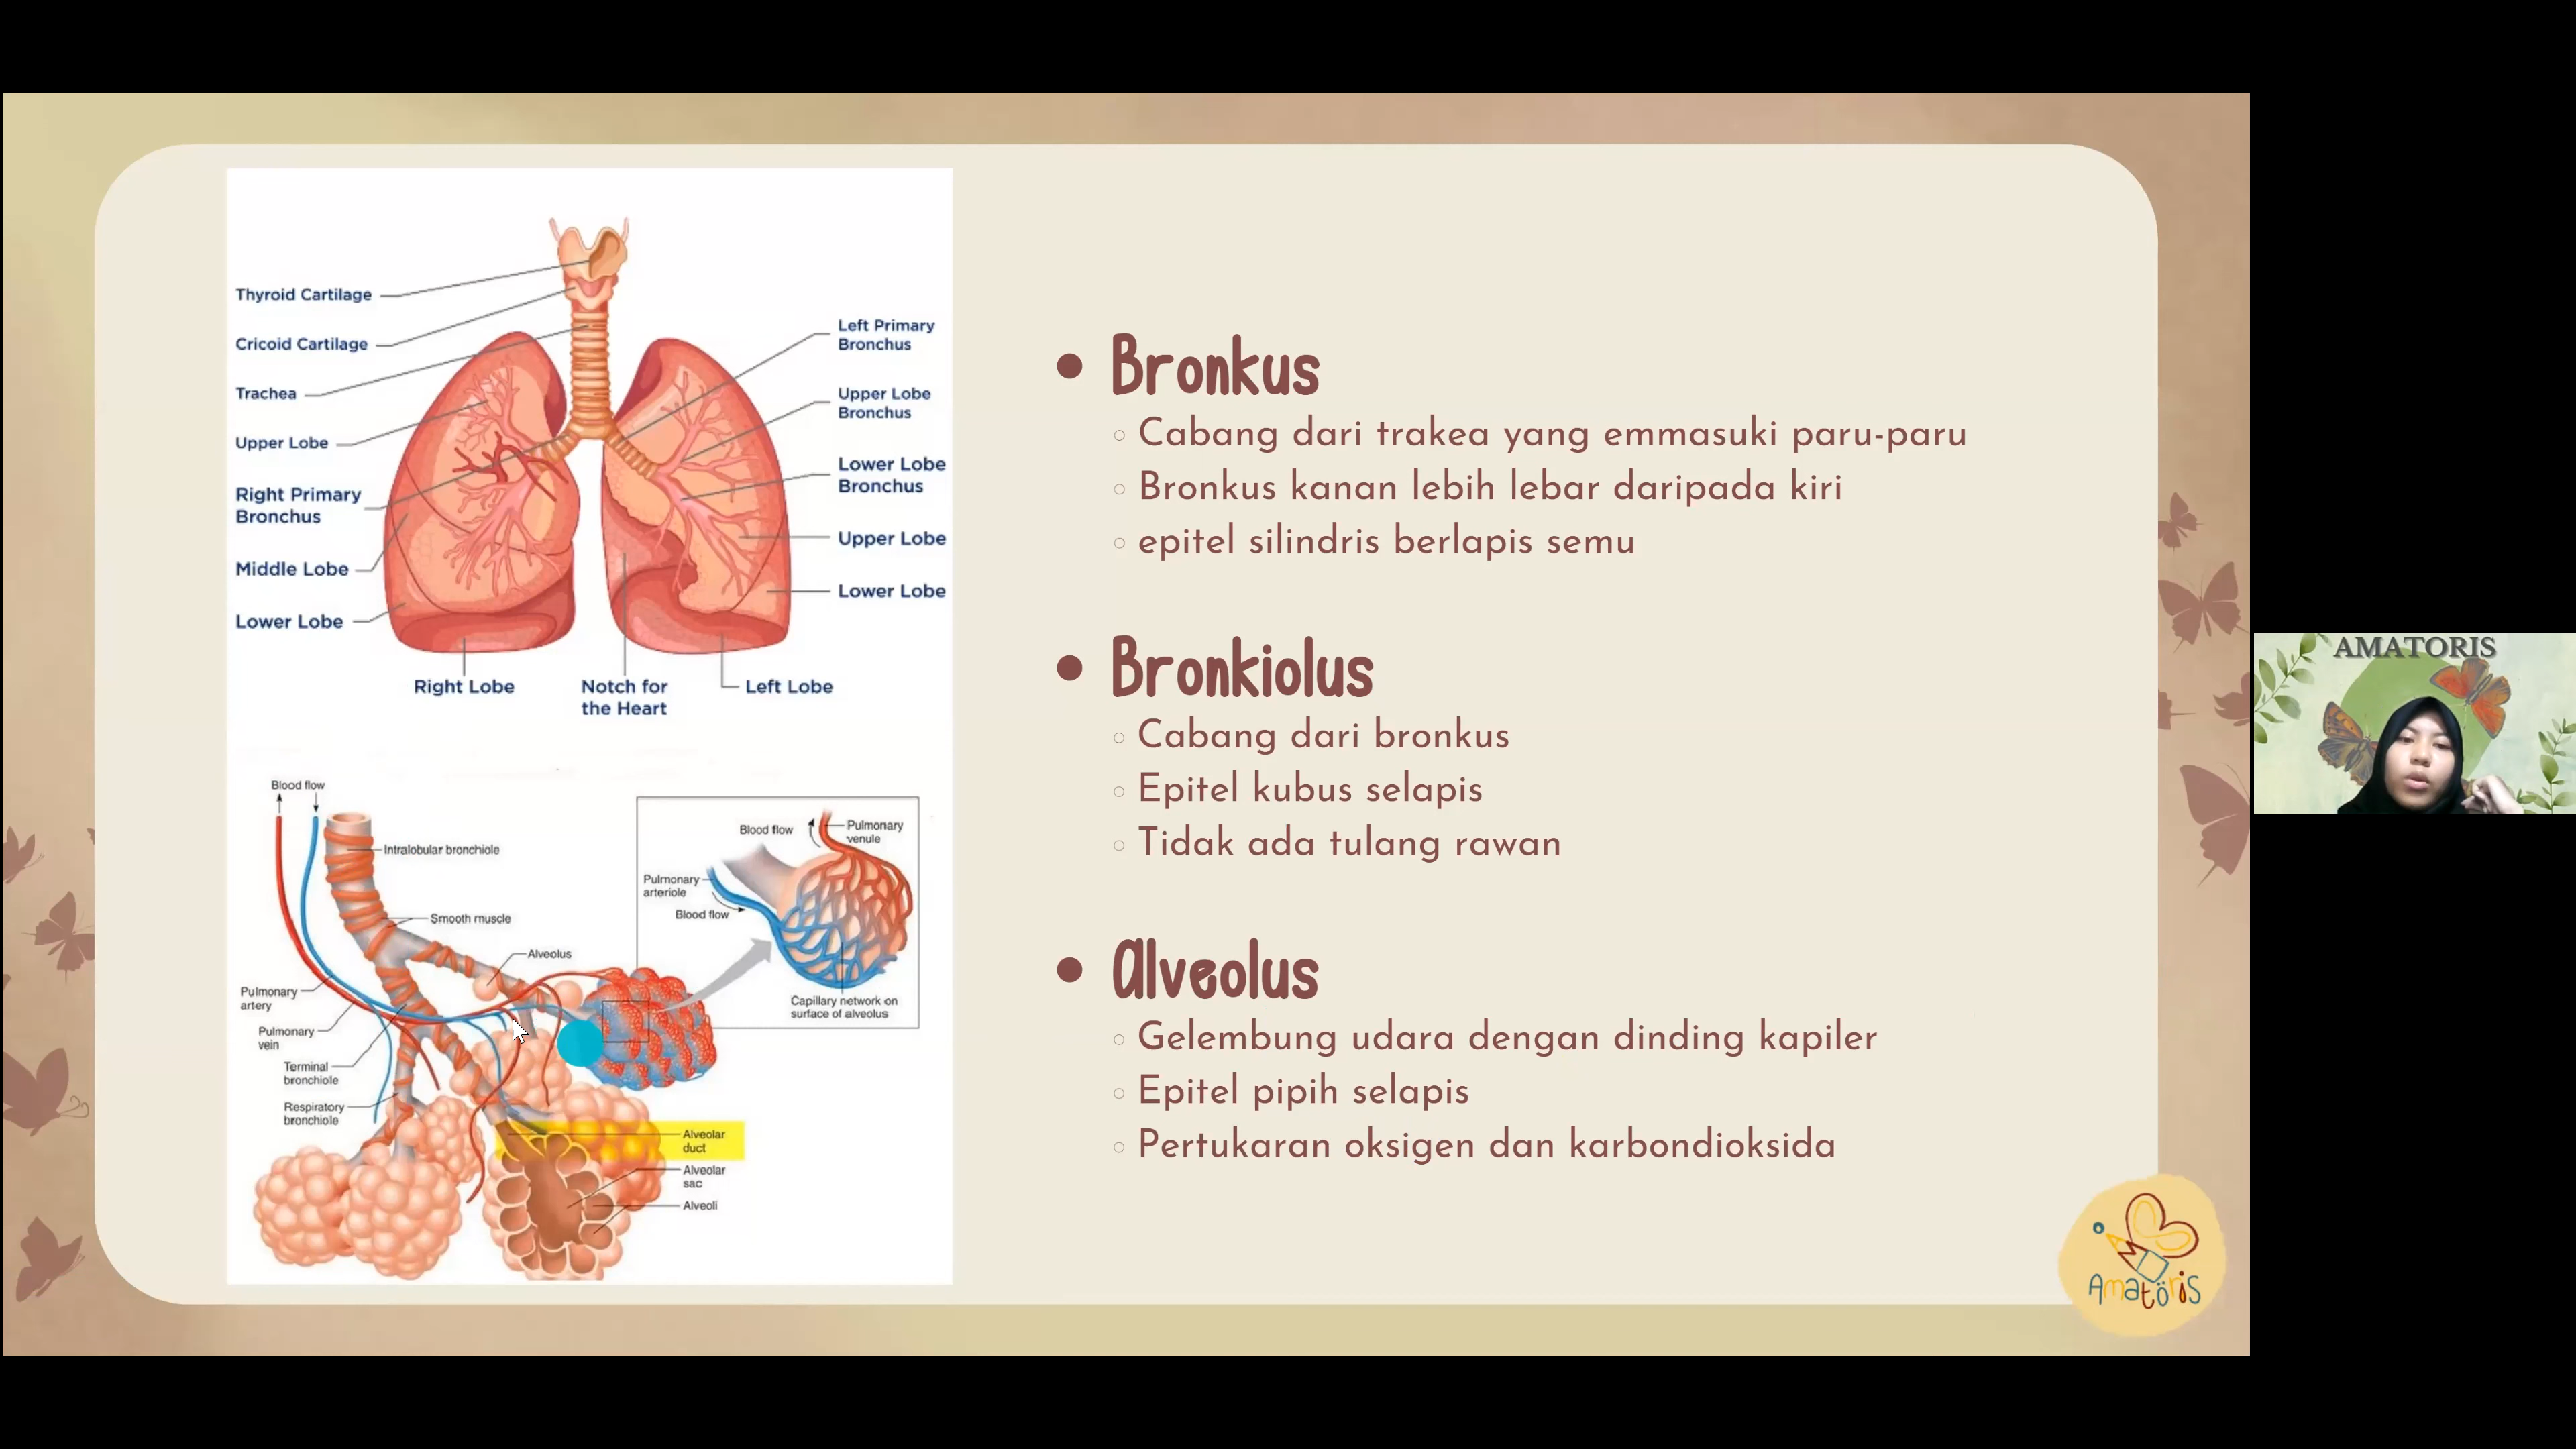 Thyroid Cartilage
Cricoid Cartilage
Trachea
Upper Lobe
Right Primary
Bronchus
Middle Lobe
Lower Lobe
Right Lobe
Notch for
the Heart
Left Lobe
Left Primary
Bronchus
Upper Lobe
Bronchus
Lower Lobe
Bronchus
Upper Lobe
Lower Lobe
Blood flow
Intralobular bronchiole
Smooth muscle
Alveolus
Pulmonary
artery
Pulmonary
vein
Terminal
bronchiole
Respiratory
bronchiole
Blood flow
Pulmonary
venule
Pulmonary
arteriole
Blood flow
Capillary network on
surface of alveolus
Alveolar
duct
Alveolar
sac
Alveoli
Bronkus
Cabang dari trakea yang emmasuki paru-paru
Bronkus kanan lebih lebar daripada kiri
epitel silindris berlapis semu
Bronkiolus
Cabang dari bronkus
Epitel kubus selapis
Tidak ada tulang rawan
Alveolus
Gelembung udara dengan dinding kapiler
Epitel pipih selapis
Pertukaran oksigen dan karbondioksida
Amatöris
AMATORIS